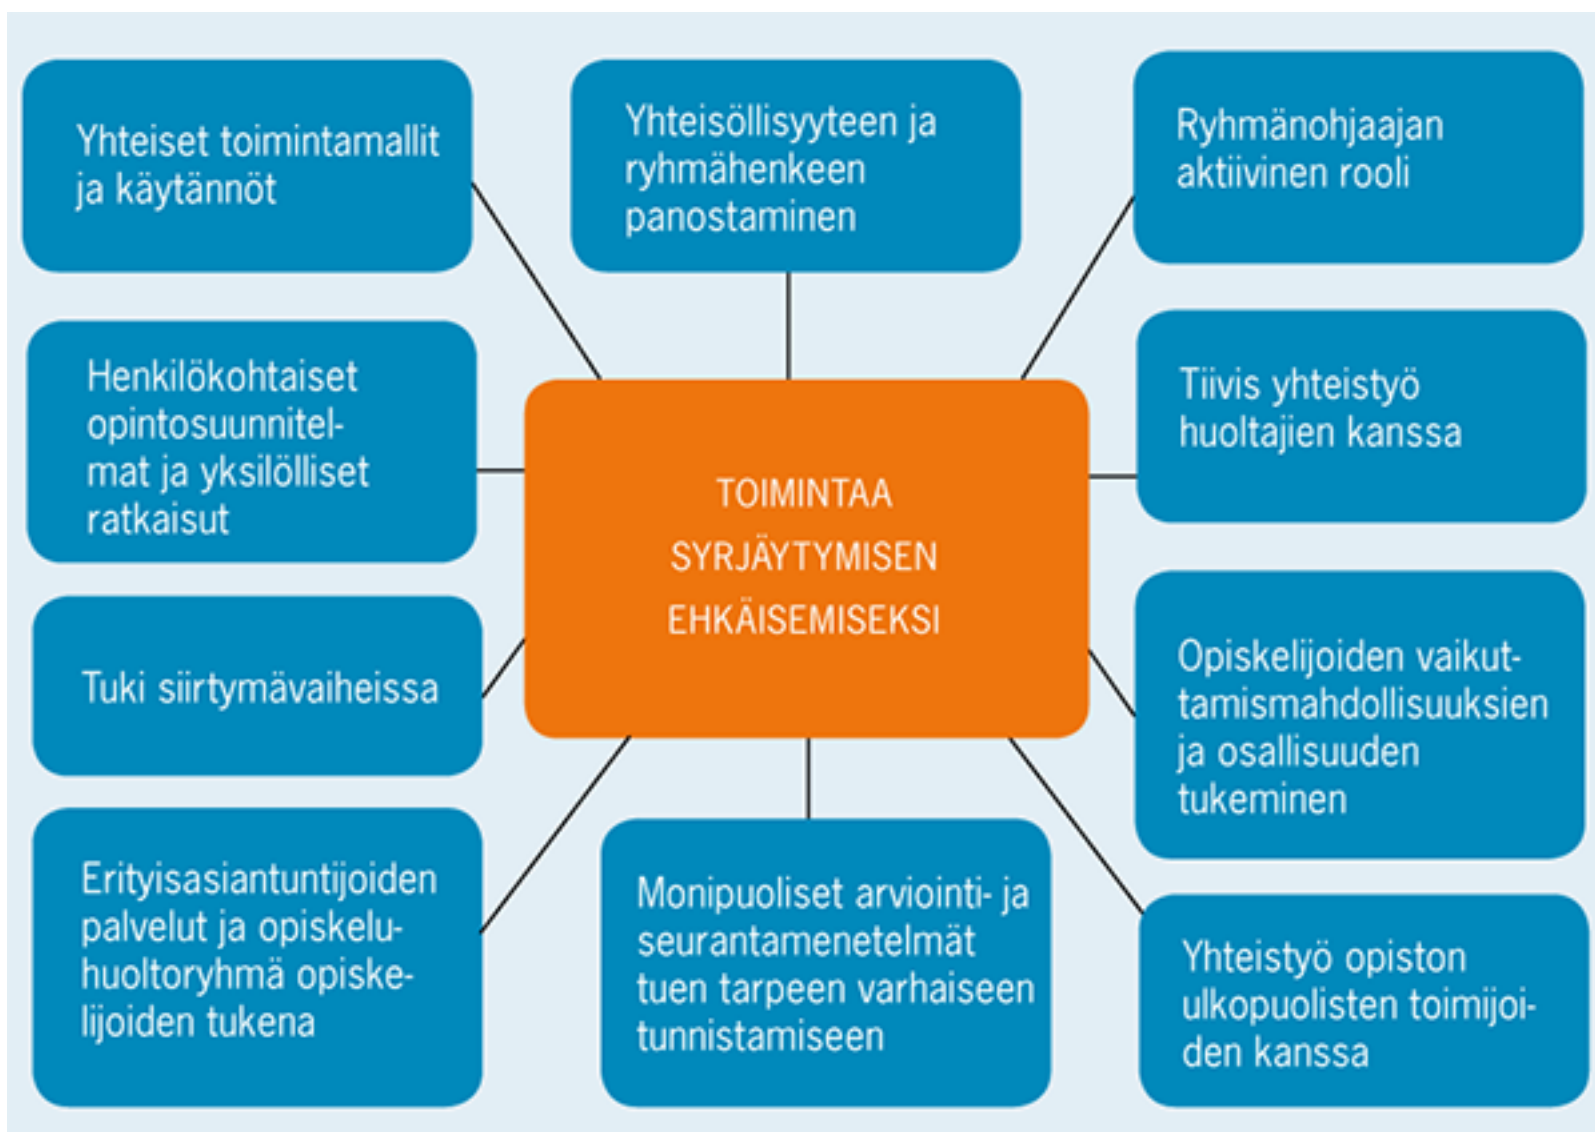 Yhteiset toimintamallit
ja käytännöt
Yhteisöllisyyteen ja
ryhmähenkeen
panostaminen
Ryhmänohjaajan
aktiivinen rooli
Henkilökohtaiset
opintosuunnitel-
mat ja yksilölliset
ratkaisut
TOIMINTAA
SYRJÄYTYMISEN
EHKÄISEMISEKSI
Tiivis yhteistyö
huoltajien kanssa
Tuki siirtymävaiheissa
Opiskelijoiden vaikut-
tamismahdollisuuksien
ja osallisuuden
tukeminen
Erityisasiantuntijoiden
palvelut ja opiskelu-
huoltoryhmä opiske-
lijoiden tukena
Monipuoliset arviointi- ja
seurantamenetelmät
tuen tarpeen varhaiseen
tunnistamiseen
Yhteistyö opiston
ulkopuolisten toimijoi-
den kanssa